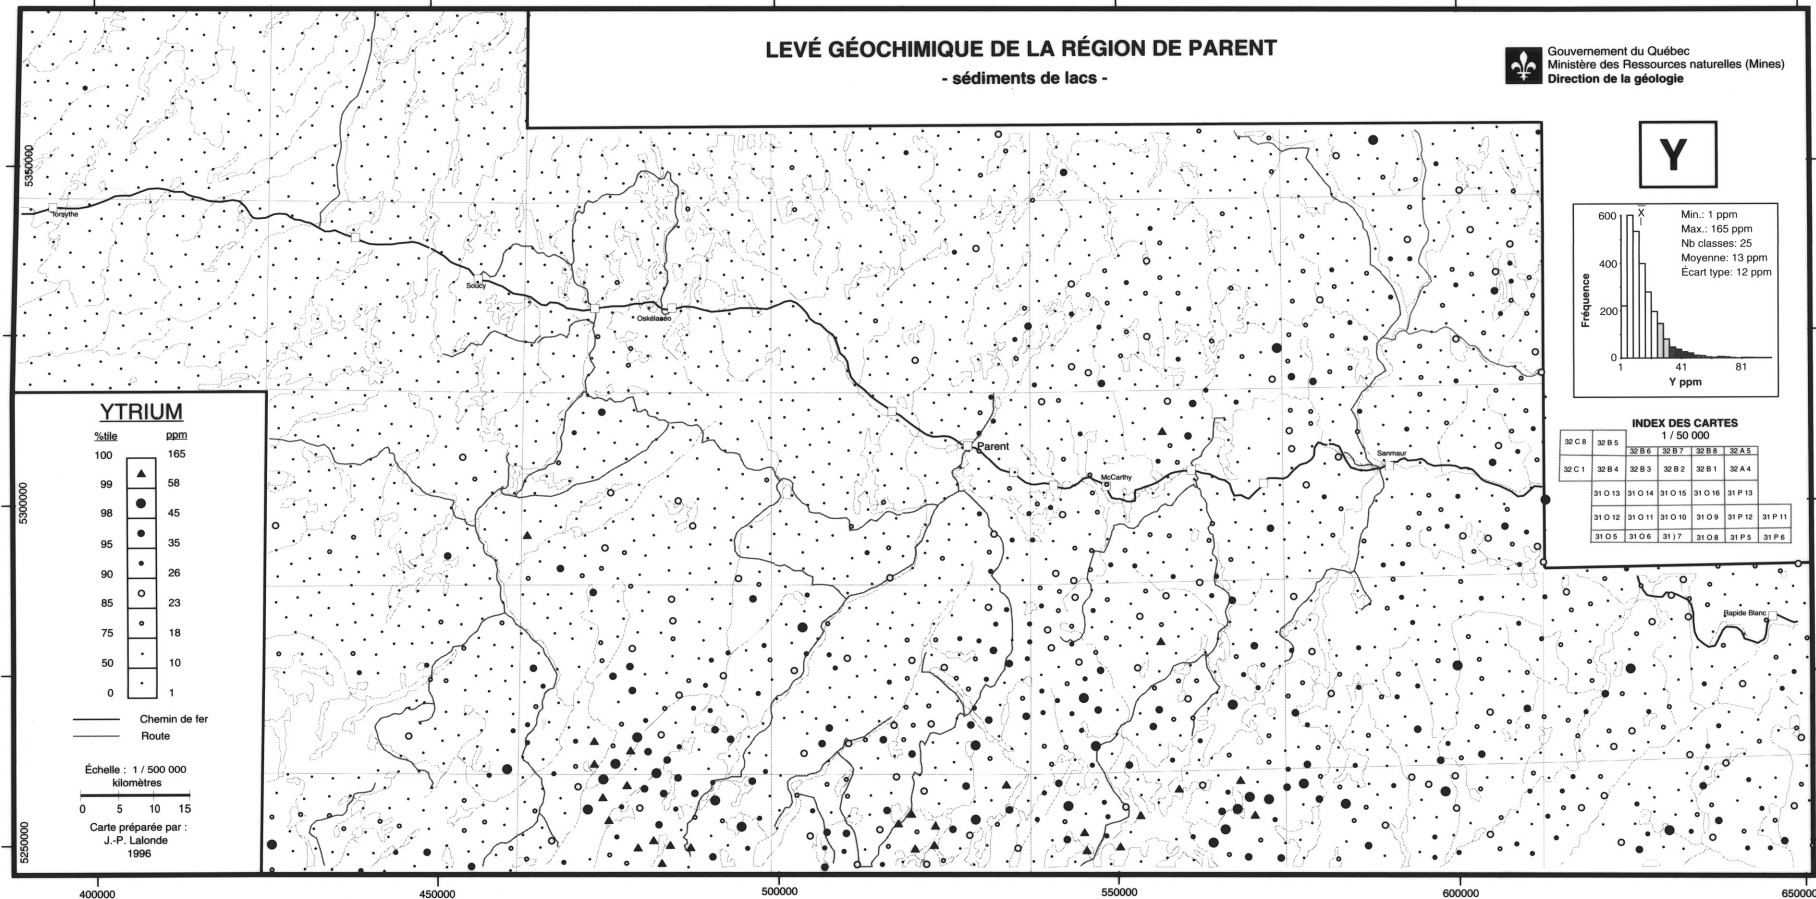 LEVÉ GÉOCHIMIQUE DE LA RÉGION DE PARENT
- sédiments de lacs -
Gouvernement du Québec
Ministère des Ressources naturelles (Mines)
Direction de la géologie
Y
Fréquence
600
400
200
0
X
Min.: 1 ppm
Max.: 165 ppm
Nb classes: 25
Moyenne: 13 ppm
Écart type: 12 ppm
1 41 81
Y ppm
INDEX DES CARTES
1 / 50 000
32 C 8 32 B 5
32 B 6 32 B 7 32 B 8 32 A 5
32 C 1 32 B 4 32 B 3 32 B 2 32 B 1 32 A 4
31 O 13 31 O 14 31 O 15 31 O 16 31 P 13
31 O 12 31 O 11 31 O 10 31 O 9 31 P 12 31 P 11
31 O 5 31 O 6 31 ) 7 31 O 8 31 P 5 31 P 6
forsythe
Soucy
Oskélanéo
Parent
McCarthy
Sanmaur
Rapide Blanc
YTRIUM
%tile ppm
100 165
99 58
98 45
95 35
90 26
85 23
75 18
50 10
0 1
Chemin de fer
Route
Échelle : 1 / 500 000
kilomètres
0 5 10 15
Carte préparée par :
J.-P. Lalonde
1996
5350000
5300000
5250000
400000 450000 500000 550000 600000 650000